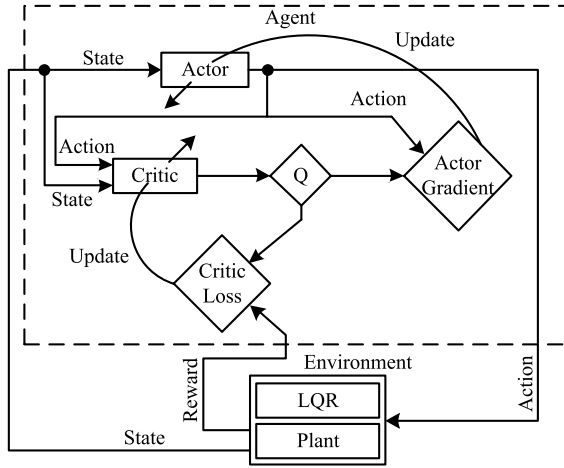 Agent
State
Actor
Update
Action
Action
Critic
Q
Actor
Gradient
State
Update
Critic
Loss
Reward
Environment
Action
LQR
State
Plant